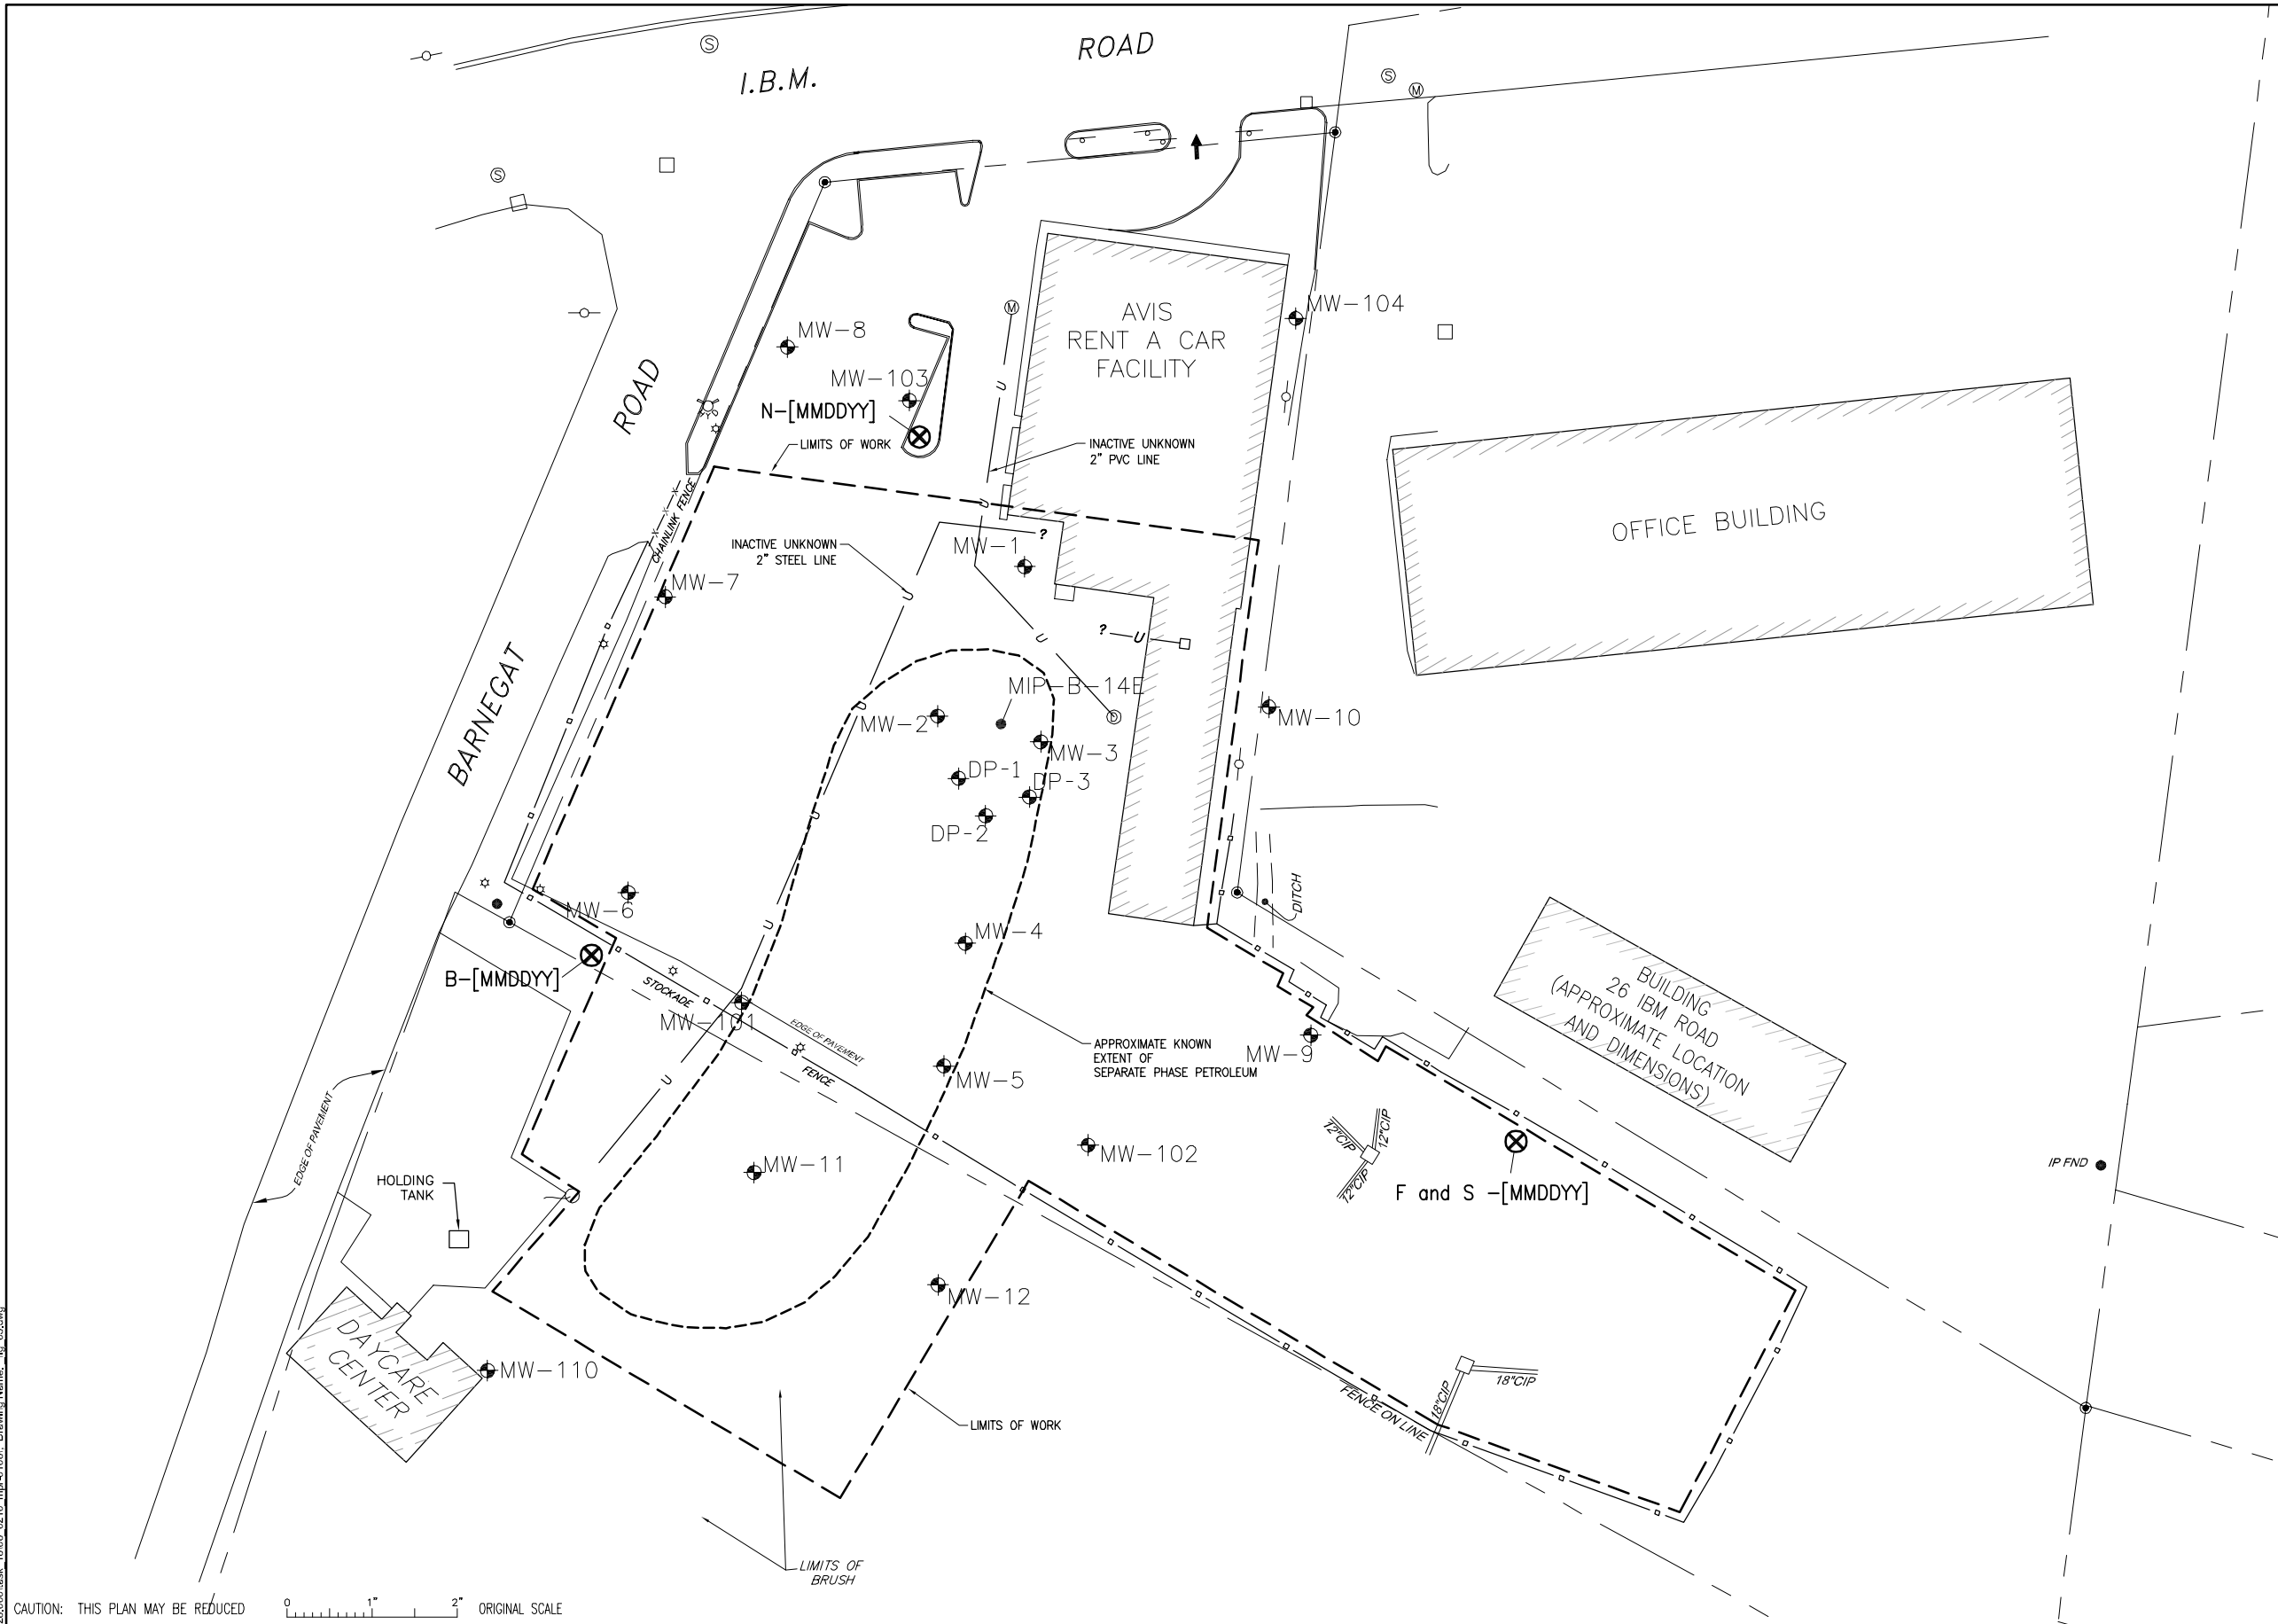 I.B.M.
ROAD
S
S
M
S
ROAD
BARNEGAT
AVIS
RENT A CAR
FACILITY
MW-104
M
MW-8
MW-103
N-[MMDDYY]
LIMITS OF WORK
INACTIVE UNKNOWN
2" PVC LINE
U
U
OFFICE BUILDING
X
X
X
CHAINLINK FENCE
INACTIVE UNKNOWN
2" STEEL LINE
?
MW-1
MW-7
U
U
? U
MIP-B-14E
MW-2
U
D
MW-10
MW-3
DP-1
DP-3
U
DP-2
DITCH
MW-6
U
MW-4
B-[MMDDYY]
STOCKADE
FENCE
MW-101
EDGE OF PAVEMENT
U
BUILDING
26 IBM ROAD
(APPROXIMATE LOCATION
AND DIMENSIONS)
APPROXIMATE KNOWN
EXTENT OF
SEPARATE PHASE PETROLEUM
MW-9
MW-5
EDGE OF PAVEMENT
MW-102
MW-11
12"CIP
12"CIP
12"CIP
IP FND
F and S -[MMDDYY]
HOLDING
TANK
MW-12
DAYCARE
CENTER
MW-110
18"CIP
18"CIP
FENCE ON LINE
LIMITS OF WORK
LIMITS OF
BRUSH
CAUTION: THIS PLAN MAY BE REDUCED
0 1" 2" ORIGINAL SCALE